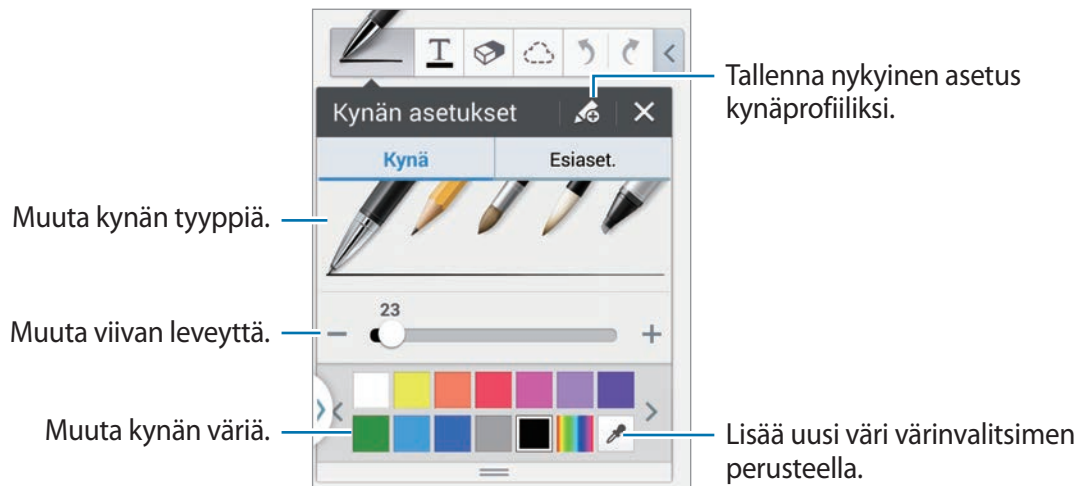 T
Kynän asetukset
Tallenna nykyinen asetus
kynäprofiiliksi.
Kynä
Esiaset.
Muuta kynän tyyppiä.
23
Muuta viivan leveyttä.
Muuta kynän väriä.
Lisää uusi väri värinvalitsimen
perusteella.